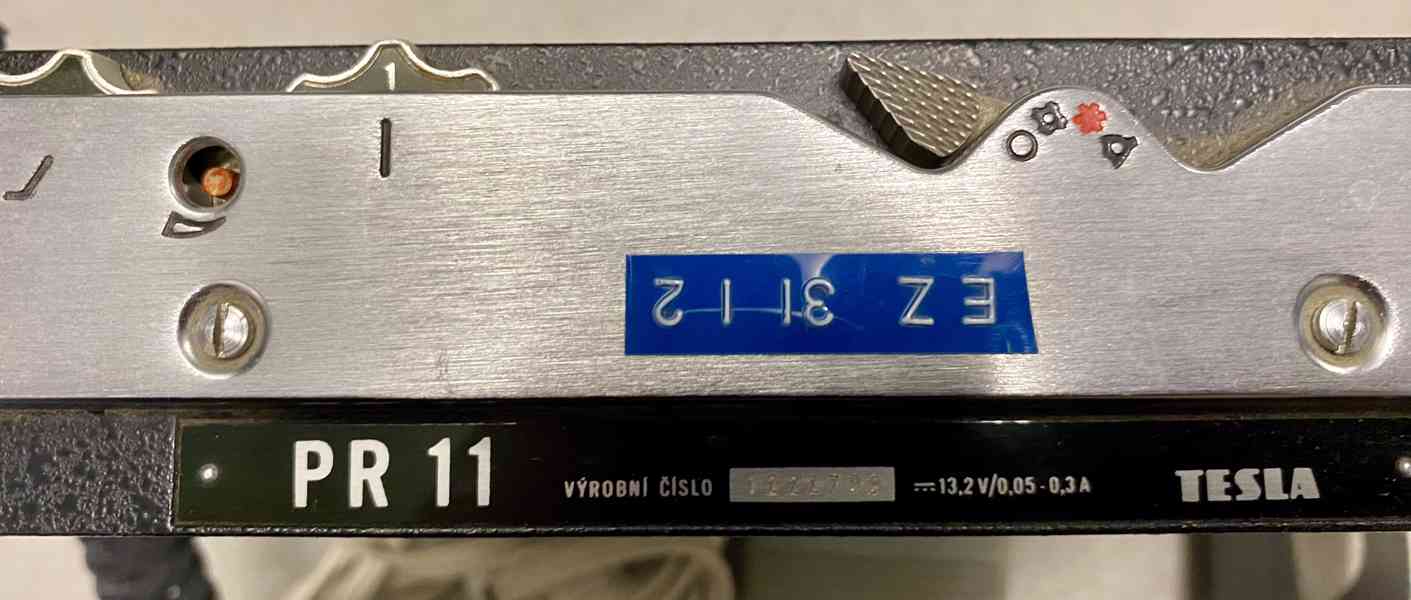 1
EZ 3112
PR 11
VÝROBNÍ ČÍSLO
⎓ 13,2 V/0,05 - 0,3 A
TESLA